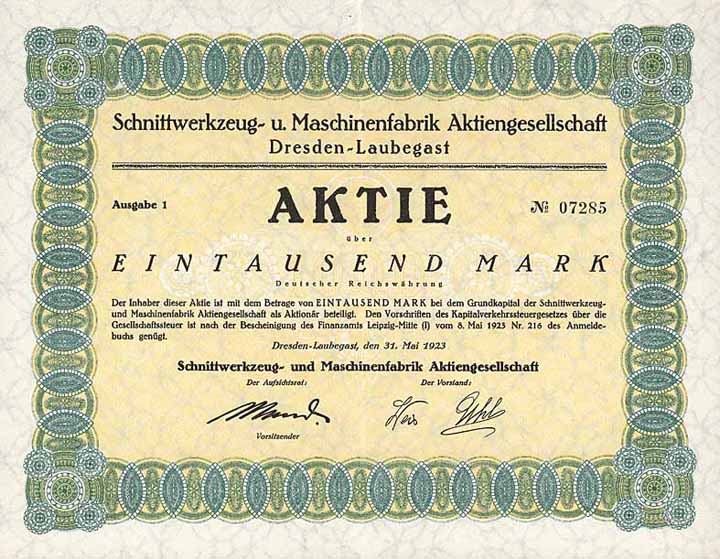 Schnittwerkzeug- u. Maschinenfabrik Aktiengesellschaft
Dresden-Laubegast
Ausgabe 1 AKTIE № 07285
über
EINTAUSEND MARK
Deutscher Reichswährung
Der Inhaber dieser Aktie ist mit dem Betrage von EINTAUSEND MARK bei dem Grundkapital der Schnittwerkzeug-
und Maschinenfabrik Aktiengesellschaft als Aktionär beteiligt. Den Vorschriften des Kapitalverkehrssteuergesetzes über die
Gesellschaftssteuer ist nach der Bescheinigung des Finanzamts Leipzig-Mitte (I) vom 8. Mai 1923 Nr. 216 des Anmelde-
buchs genügt.
Dresden-Laubegast, den 31. Mai 1923
Schnittwerkzeug- und Maschinenfabrik Aktiengesellschaft
Der Aufsichtsrat: Der Vorstand:
Vorsitzender